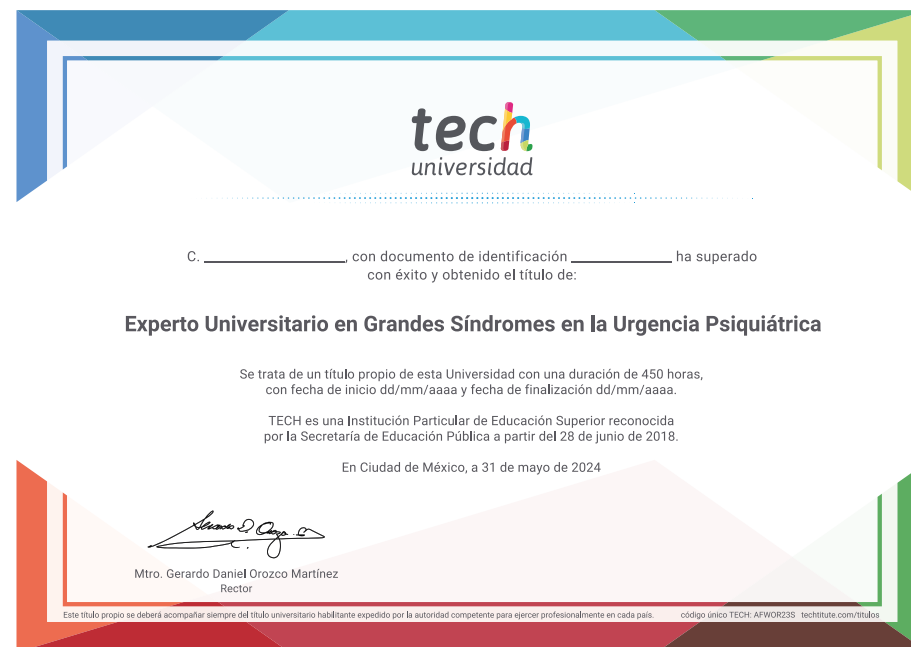 tech
universidad
C. ____________________, con documento de identificación ______________ ha superado
con éxito y obtenido el título de:
Experto Universitario en Grandes Síndromes en la Urgencia Psiquiátrica
Se trata de un título propio de esta Universidad con una duración de 450 horas,
con fecha de inicio dd/mm/aaaa y fecha de finalización dd/mm/aaaa.
TECH es una Institución Particular de Educación Superior reconocida
por la Secretaría de Educación Pública a partir del 28 de junio de 2018.
En Ciudad de México, a 31 de mayo de 2024
Mtro. Gerardo Daniel Orozco Martínez
Rector
Este título propio se deberá acompañar siempre del título universitario habilitante expedido por la autoridad competente para ejercer profesionalmente en cada país. código único TECH: AFWOR23S techtitute.com/titulos